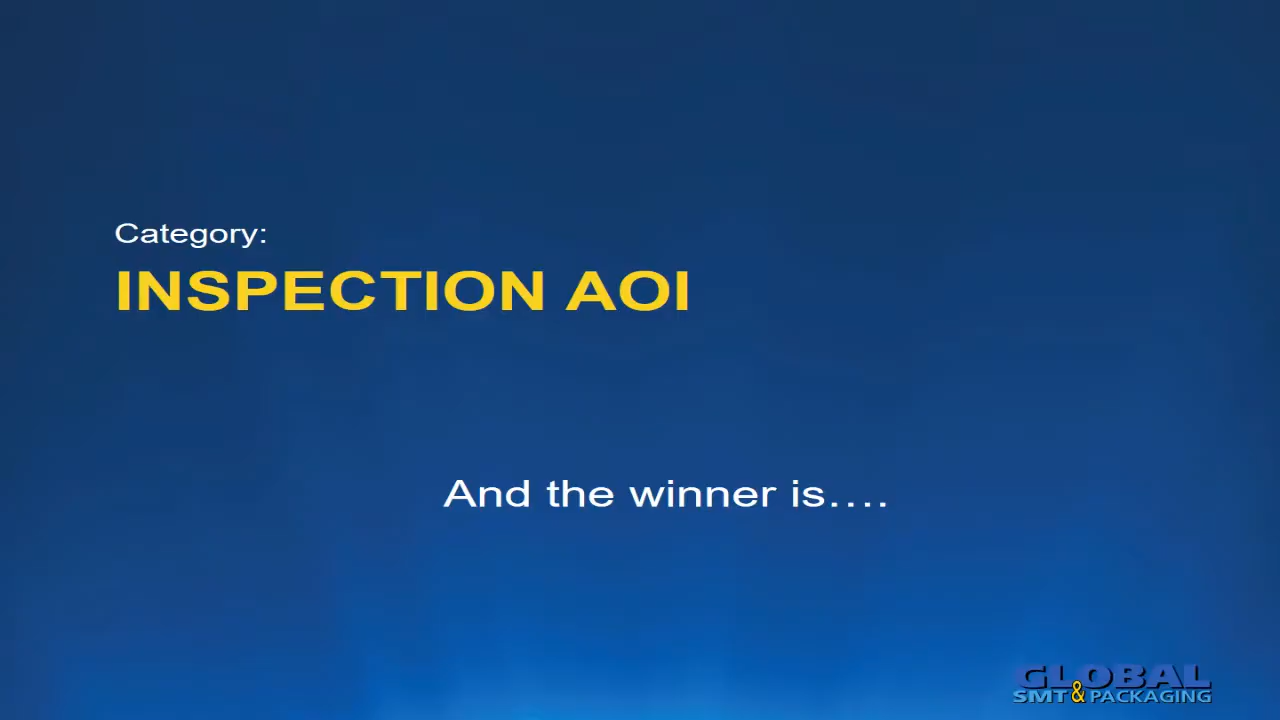 Category:
INSPECTION AOI
And the winner is....
GLOBAL
SMT & PACKAGING